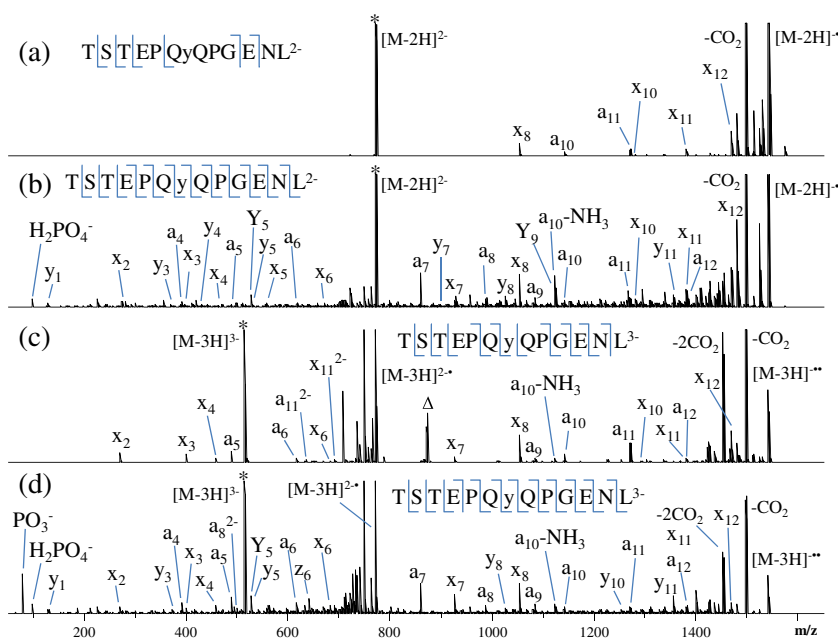 (a)
TSTEPQyQPGENL2-
*
[M-2H]2-
x8
a10
a11
x10
x11
x12
-CO2
[M-2H]-•
(b)
TSTEPQyQPGENL2-
*
[M-2H]2-
H2PO4-
y1
x2
y3
a4
x3
y4
x4
a5
Y5
y5
x5
a6
x6
a7
y7
x7
a8
y8
x8
Y9
a9
a10-NH3
a10
a11
x10
y11
x11
a12
x12
-CO2
[M-2H]-•
(c)
TSTEPQyQPGENL3-
[M-3H]3-
*
x2
x3
x4
a5
a6
a11 2-
x6
x11 2-
[M-3H]2-•
Δ
x7
x8
a9
a10-NH3
a10
a11
x10
x11
a12
x12
-2CO2
-CO2
[M-3H]-••
(d)
TSTEPQyQPGENL3-
[M-3H]3-
*
[M-3H]2-•
PO3-
H2PO4-
y1
x2
y3
a4
x3
x4
a5
a8 2-
Y5
y5
a6
z6
x6
a7
x7
a8
y8
x8
a9
a10-NH3
a10
y10
a11
y11
x11
a12
-2CO2
x12
-CO2
[M-3H]-••
200 400 600 800 1000 1200 1400 m/z